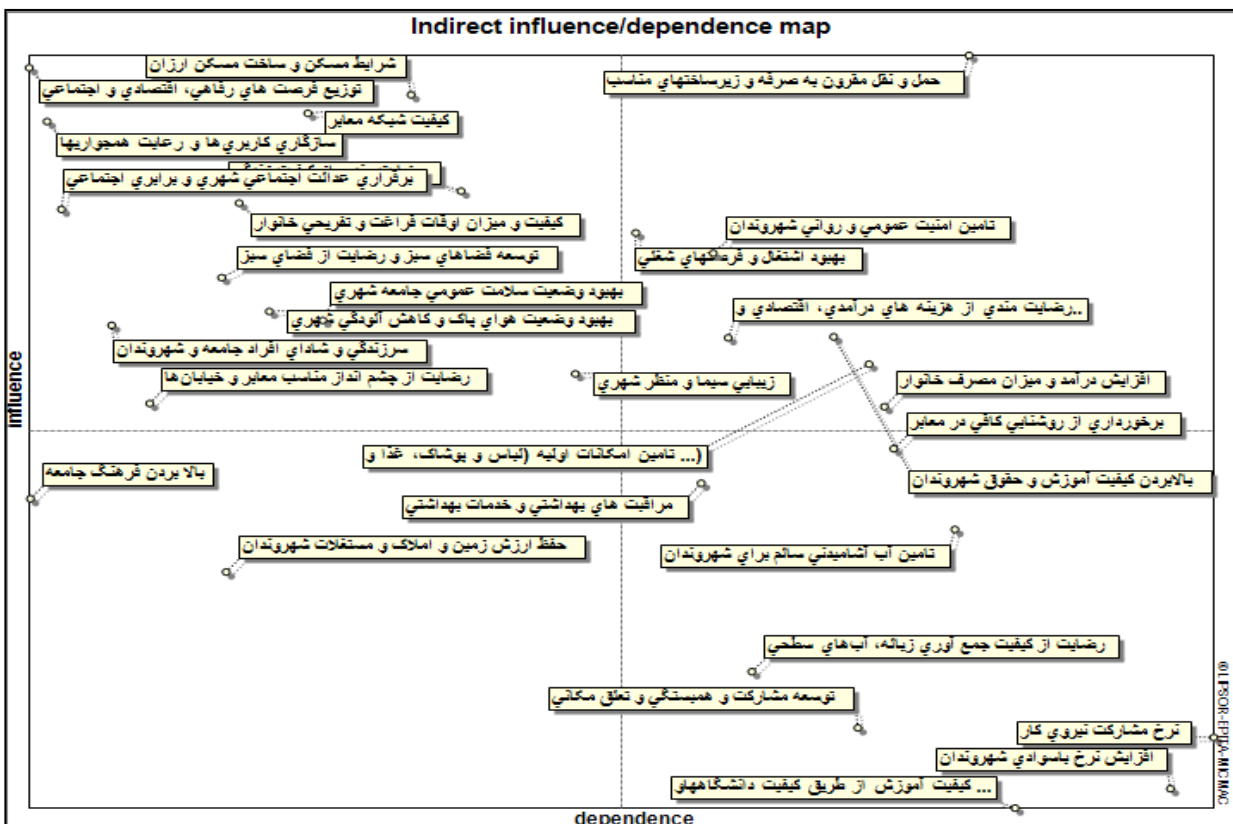 Indirect influence/dependence map
شرايط مسكن و ساخت مسكن ارزان
حمل و نقل مقرون به صرفه و زيرساختهاي مناسب
توزيع فرصت هاي رفاهي، اقتصادي و اجتماعي
كيفيت شبكه معابر
سازگاري كاربري‌ها و رعايت همجواريها
برقراري عدالت اجتماعي شهري و برابري اجتماعي
كيفيت و ميزان اوقات فراغت و تفريحي خانوار
تامين امنيت عمومي و رواني شهروندان
بهبود اشتغال و فرصتهاي شغلي
توسعه فضاهاي سبز و رضايت از فضاي سبز
بهبود وضعيت سلامت عمومي جامعه شهري
رضايت مندي از هزينه هاي درآمدي، اقتصادي و..
بهبود وضعيت هواي پاک و كاهش آلودگي شهري
سرزندگي و شاداي افراد جامعه و شهروندان
رضايت از چشم انداز مناسب معابر و خيابان‌ها
زيبايي سيما و منظر شهري
افزايش درآمد و ميزان مصرف خانوار
برخورداري از روشنايي كافي در معابر
تامين امكانات اوليه (لباس و پوشاک، غذا و ...)
بالا بردن فرهنگ جامعه
بالابردن كيفيت آموزش و حقوق شهروندان
مراقبت هاي بهداشتي و خدمات بهداشتي
حفظ ارزش زمين و املاک و مستغلات شهروندان
تامين آب آشاميدني سالم براي شهروندان
رضايت از كيفيت جمع آوري زباله، آب‌هاي سطحي
توسعه مشاركت و همبستگي و تعلق مكاني
نرخ مشاركت نيروي كار
افزايش نرخ باسوادي شهروندان
كيفيت آموزش از طريق كيفيت دانشگاههاو ...
influence
dependence
©LIPSOR-EPITA-MICMAC